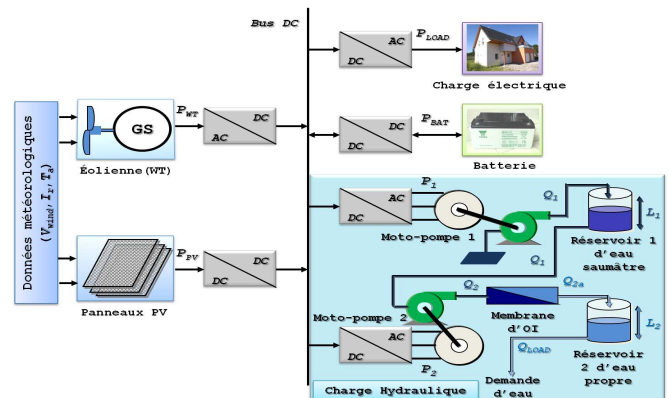 Bus DC
AC
DC
P_LOAD
Charge électrique
Données météorologiques
(V_wind, I_r, T_a)
GS
P_WT
DC
AC
Éolienne(WT)
DC
DC
P_BAT
Batterie
P_PV
DC
DC
Panneaux PV
AC
DC
P_1
Moto-pompe 1
Q_1
Q_1
L_1
Réservoir 1
d'eau
saumâtre
Q_2
Q_2a
Membrane
d'OI
Moto-pompe 2
AC
DC
P_2
L_2
Réservoir
2 d'eau
propre
Q_LOAD
Demande
d'eau
Charge Hydraulique